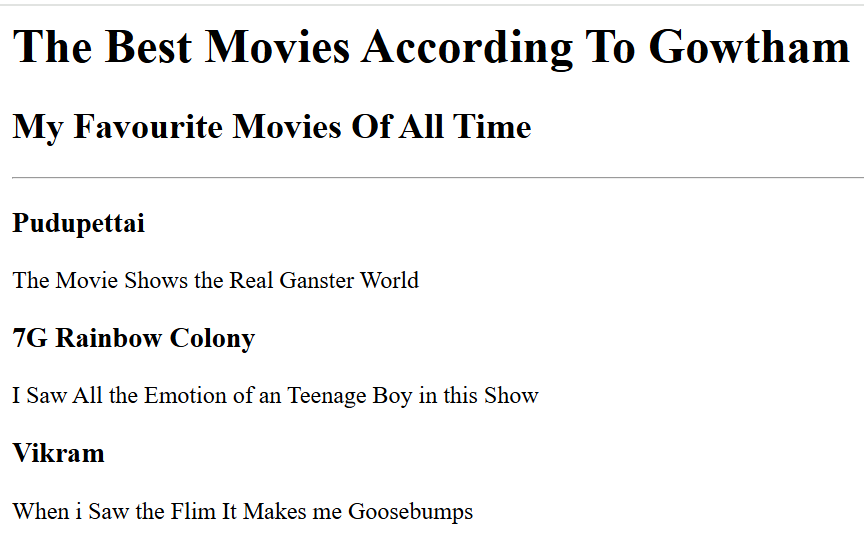 The Best Movies According To Gowtham
My Favourite Movies Of All Time
Pudupettai
The Movie Shows the Real Ganster World
7G Rainbow Colony
I Saw All the Emotion of an Teenage Boy in this Show
Vikram
When i Saw the Flim It Makes me Goosebumps